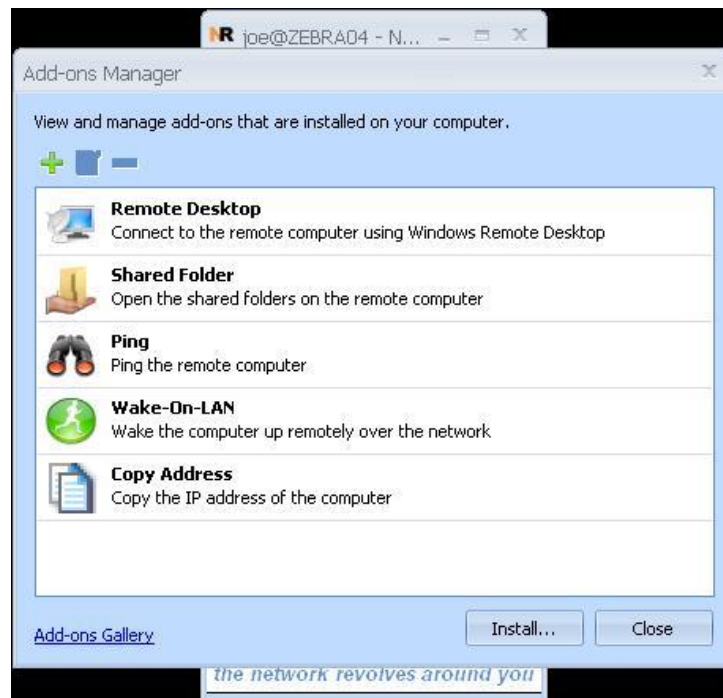 NR joe@ZEBRA04 - N...
Add-ons Manager
View and manage add-ons that are installed on your computer.
Remote Desktop
Connect to the remote computer using Windows Remote Desktop
Shared Folder
Open the shared folders on the remote computer
Ping
Ping the remote computer
Wake-On-LAN
Wake the computer up remotely over the network
Copy Address
Copy the IP address of the computer
Add-ons Gallery
Install...
Close
the network revolves around you